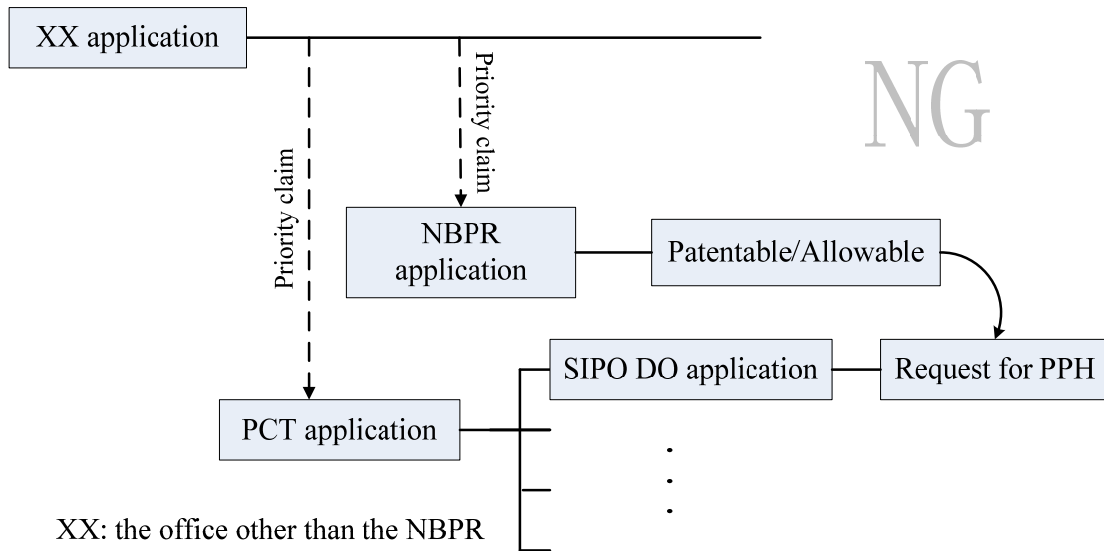 XX application
NG
Priority claim
Priority claim
NBPR
application
Patentable/Allowable
SIPO DO application
Request for PPH
PCT application
XX: the office other than the NBPR